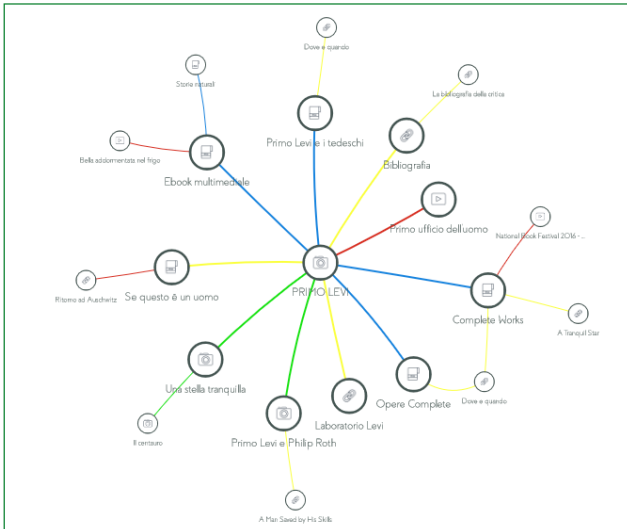 Dove e quando
Storie naturali
La bibliografia della critica
Primo Levi e i tedeschi
Bella addormentata nel frigo
Bibliografia
Ebook multimediale
Primo ufficio dell'uomo
National Book Festival 2016 - ...
PRIMO LEVI
Se questo è un uomo
Ritorno ad Auschwitz
Complete Works
A Tranquil Star
Una stella tranquilla
Opere Complete
Dove e quando
Laboratorio Levi
Il centauro
Primo Levi e Philip Roth
A Man Saved by His Skills